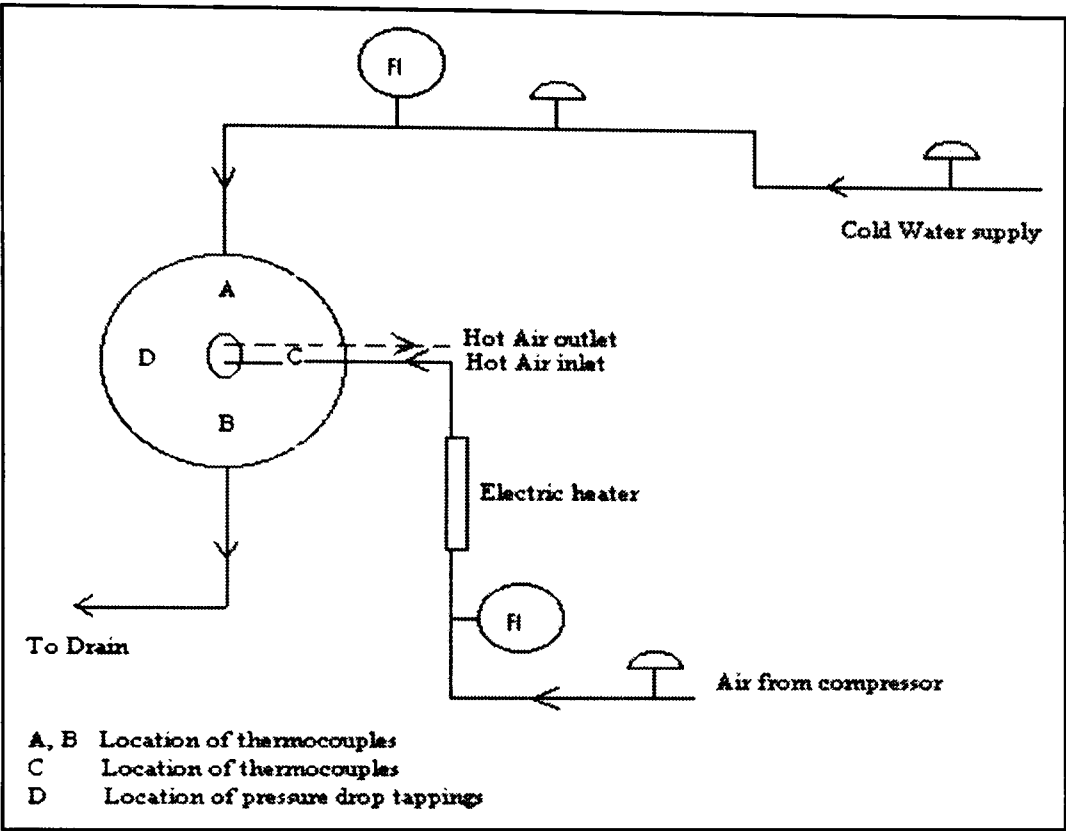 FI
Cold Water supply
A
Hot Air outlet
D
C
Hot Air inlet
B
Electric heater
FI
To Drain
Air from compressor
A, B Location of thermocouples
C Location of thermocouples
D Location of pressure drop tappings